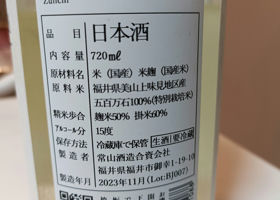 品目 日本酒
内容量 720㎖
原材料名 米(国産)米麹(国産米)
原料米 福井県美山上味見地区産
五百万石100%(特別栽培米)
精米歩合 麹米50% 掛米60%
アルコール分 15度
保存方法 冷蔵庫で保管 生酒/要冷蔵
製造者 常山酒造合資会社
福井県福井市御幸1-19-10
製造年月 2023年11月(Lot:BJ007)